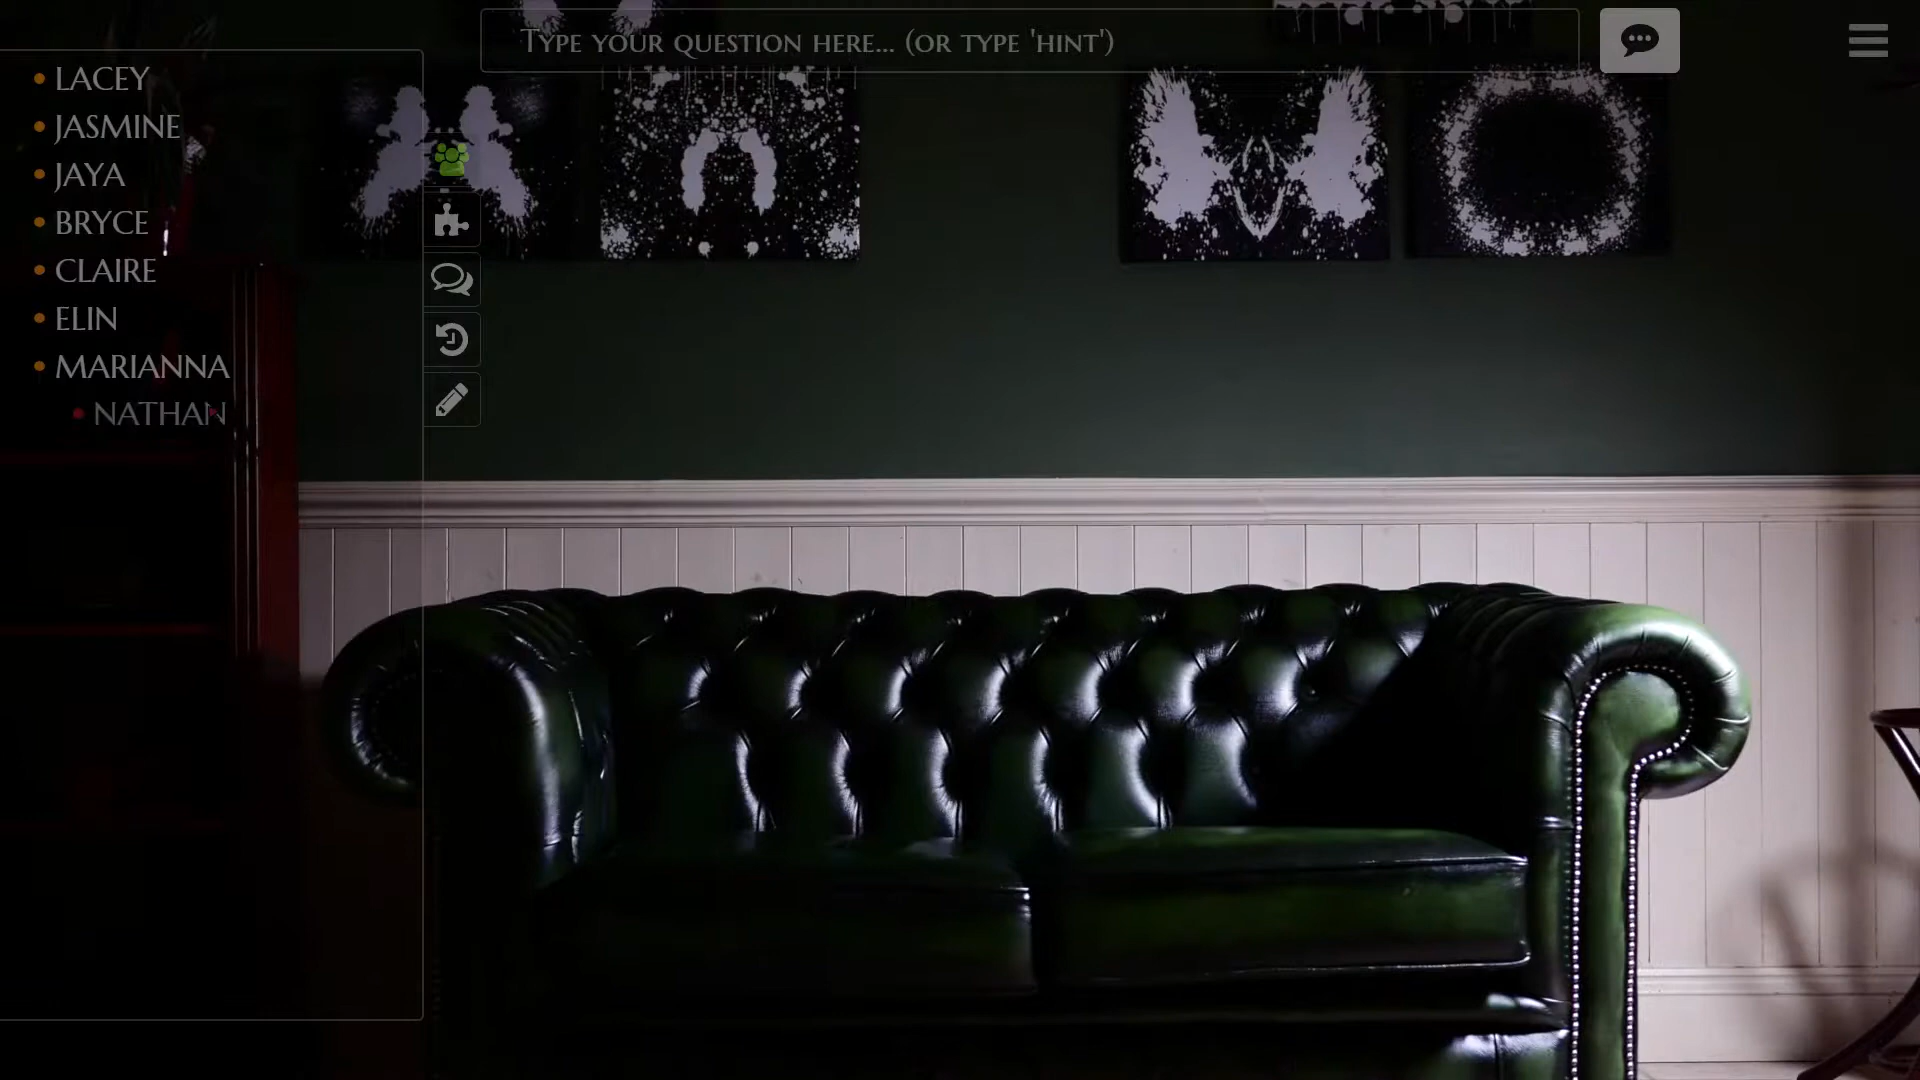 Type your question here... (or type 'hint')
LACEY
JASMINE
JAYA
BRYCE
CLAIRE
ELIN
MARIANNA
NATHAN